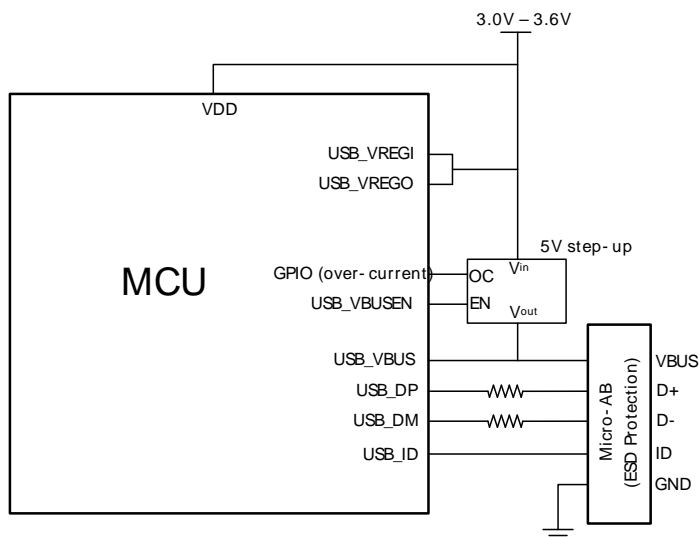 3.0V – 3.6V
VDD
USB_VREGI
USB_VREGO
5V step-up
MCU
GPIO (over-current)
OC
Vin
USB_VBUSEN
EN
Vout
USB_VBUS
VBUS
USB_DP
D+
USB_DM
D-
USB_ID
ID
GND
Micro-AB
(ESD Protection)